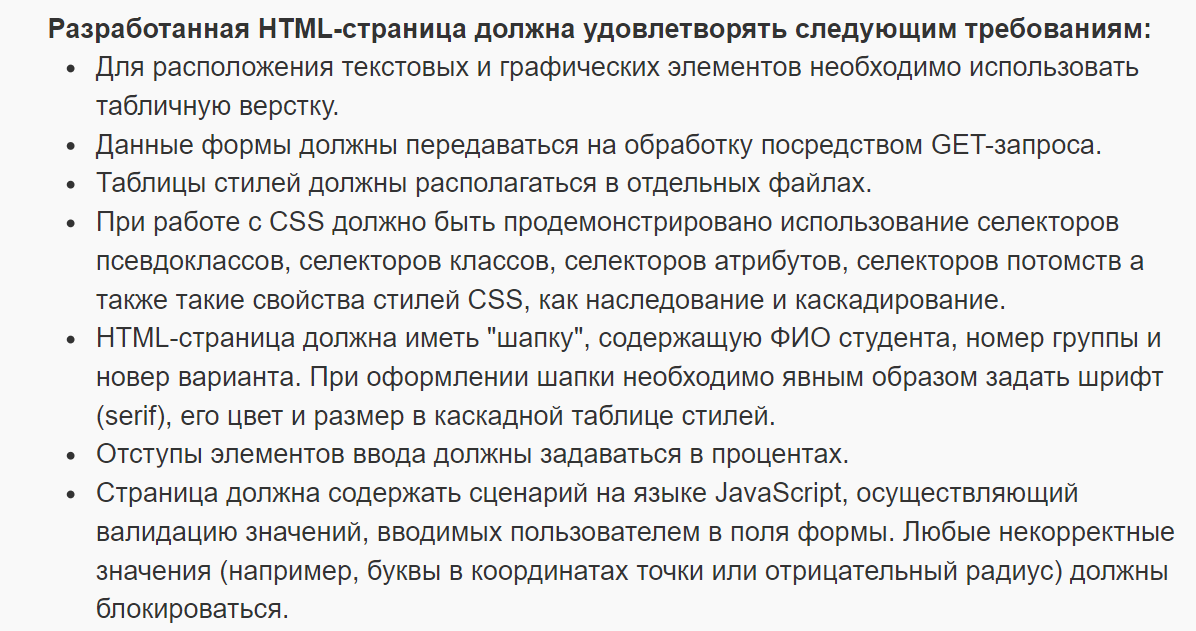 Разработанная HTML-страница должна удовлетворять следующим требованиям:
• Для расположения текстовых и графических элементов необходимо использовать
табличную верстку.
• Данные формы должны передаваться на обработку посредством GET-запроса.
• Таблицы стилей должны располагаться в отдельных файлах.
• При работе с CSS должно быть продемонстрировано использование селекторов
псевдоклассов, селекторов классов, селекторов атрибутов, селекторов потомств а
также такие свойства стилей CSS, как наследование и каскадирование.
• HTML-страница должна иметь "шапку", содержащую ФИО студента, номер группы и
новер варианта. При оформлении шапки необходимо явным образом задать шрифт
(serif), его цвет и размер в каскадной таблице стилей.
• Отступы элементов ввода должны задаваться в процентах.
• Страница должна содержать сценарий на языке JavaScript, осуществляющий
валидацию значений, вводимых пользователем в поля формы. Любые некорректные
значения (например, буквы в координатах точки или отрицательный радиус) должны
блокироваться.